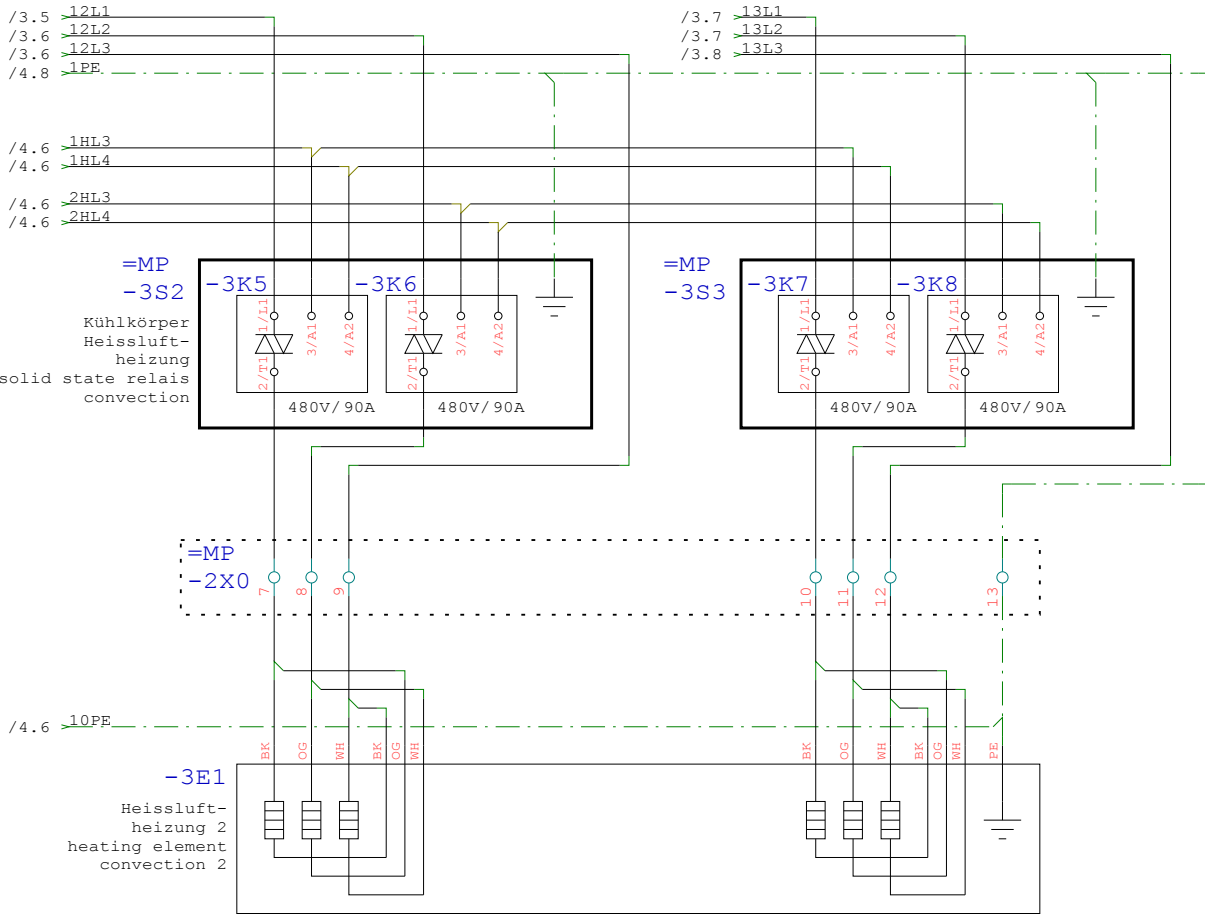 /3.5 12L1
/3.6 12L2
/3.6 12L3
/4.8 1PE
/3.7 13L1
/3.7 13L2
/3.8 13L3
/4.6 1HL3
/4.6 1HL4
/4.6 2HL3
/4.6 2HL4
=MP
-3S2
Kühlkörper
Heissluft-
heizung
solid state relais
convection
-3K5
1/L1
2/T1
3/A1
4/A2
480V/90A
-3K6
1/L1
2/T1
3/A1
4/A2
480V/90A
=MP
-3S3
-3K7
1/L1
2/T1
3/A1
4/A2
480V/90A
-3K8
1/L1
2/T1
3/A1
4/A2
480V/90A
=MP
-2X0
7
8
9
10
11
12
13
/4.6 10PE
BK
OG
WH
BK
OG
WH
BK
OG
WH
BK
OG
WH
PE
-3E1
Heissluft-
heizung 2
heating element
convection 2